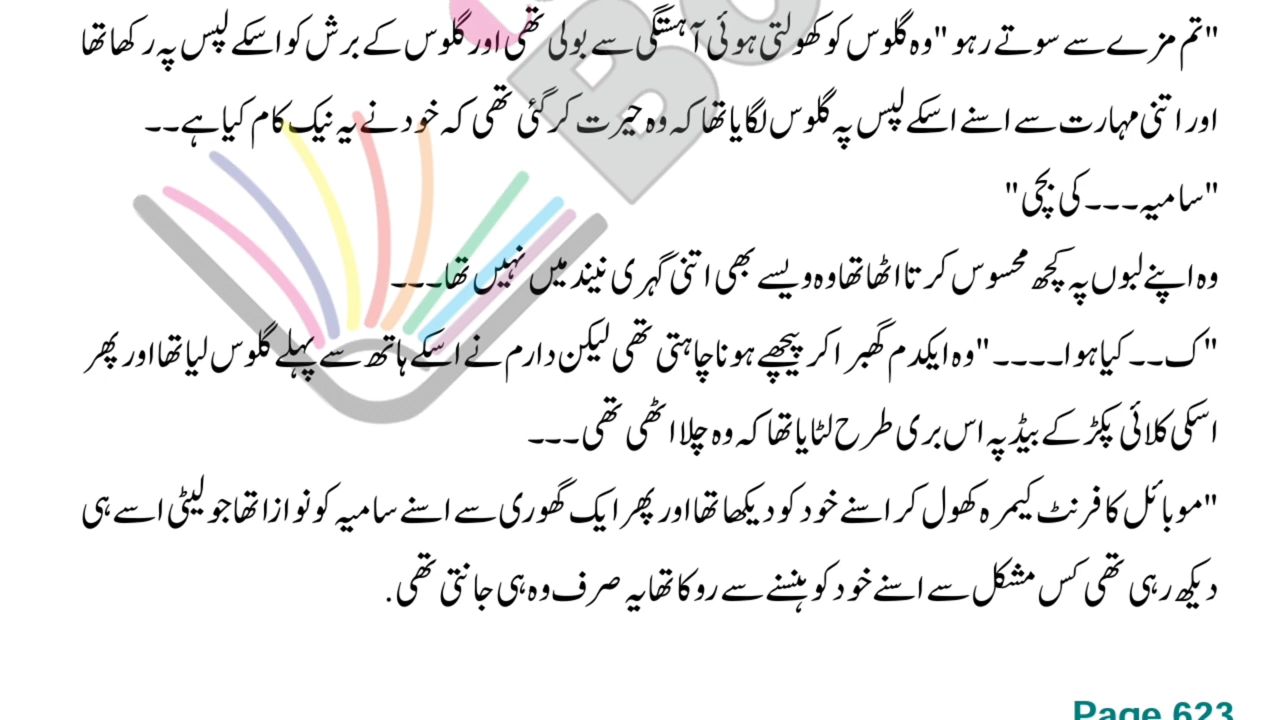 "تم مزے سے سوتے رہو "وہ گلوس کو کھولتی ہوئی آہستگی سے بولی تھی اور گلوس کے برش کو اسکے لپس پہ رکھا تھا
اور اتنی مہارت سے اسنے اسکے لپس پہ گلوس لگایا تھا کہ وہ حیرت کر گئی تھی کہ خود نے یہ نیک کام کیا ہے۔۔
"سامیہ۔۔۔کی بچی"
وہ اپنے لبوں پہ کچھ محسوس کرتا اٹھا تھا وہ ویسے بھی اتنی گہری نیند میں نہیں تھا۔۔۔
"ک۔۔کیا ہوا۔۔۔۔"وہ ایکدم گھبرا کر پیچھے ہونا چاہتی تھی لیکن دارم نے اسکے ہاتھ سے پہلے گلوس لیا تھا اور پھر
اسکی کلائی پکڑ کے بیڈ پہ اس بری طرح لٹایا تھا کہ وہ چلا اٹھی تھی۔۔۔
"موبائل کا فرنٹ کیمرہ کھول کر اسنے خود کو دیکھا تھا اور پھر ایک گھوری سے اسنے سامیہ کو نوازا تھا جو لیٹی اسے ہی
دیکھ رہی تھی کس مشکل سے اسنے خود کو ہنسنے سے روکا تھا یہ صرف وہ ہی جانتی تھی.
Page 623